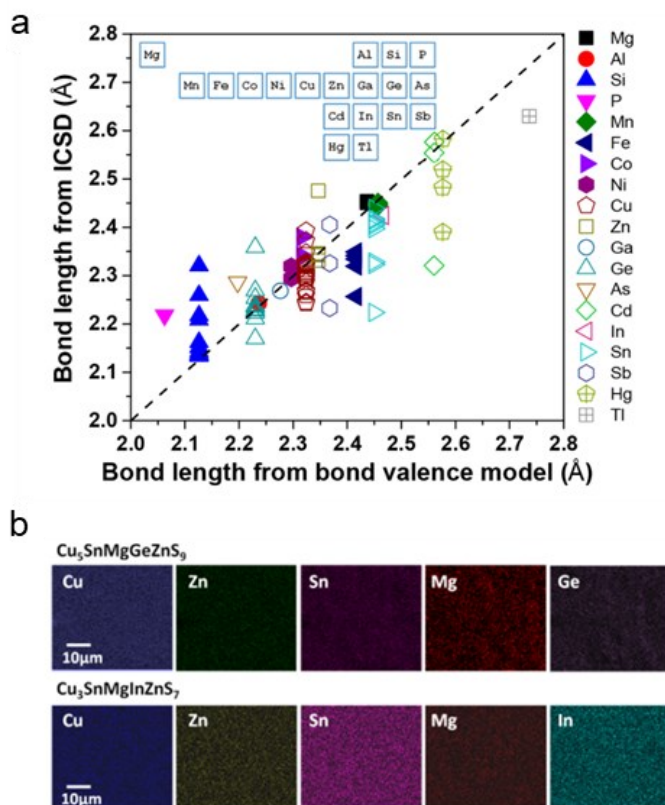 a
Bond length from ICSD (Å)
2.8
2.7
2.6
2.5
2.4
2.3
2.2
2.1
2.0
Mg Al Si P
Mn Fe Co Ni Cu Zn Ga Ge As
Cd In Sn Sb
Hg Tl
2.0 2.1 2.2 2.3 2.4 2.5 2.6 2.7 2.8
Bond length from bond valence model (Å)
Mg
Al
Si
P
Mn
Fe
Co
Ni
Cu
Zn
Ga
Ge
As
Cd
In
Sn
Sb
Hg
Tl
b
Cu₅SnMgGeZnS₉
Cu Zn Sn Mg Ge
10μm
Cu₃SnMgInZnS₇
Cu Zn Sn Mg In
10μm